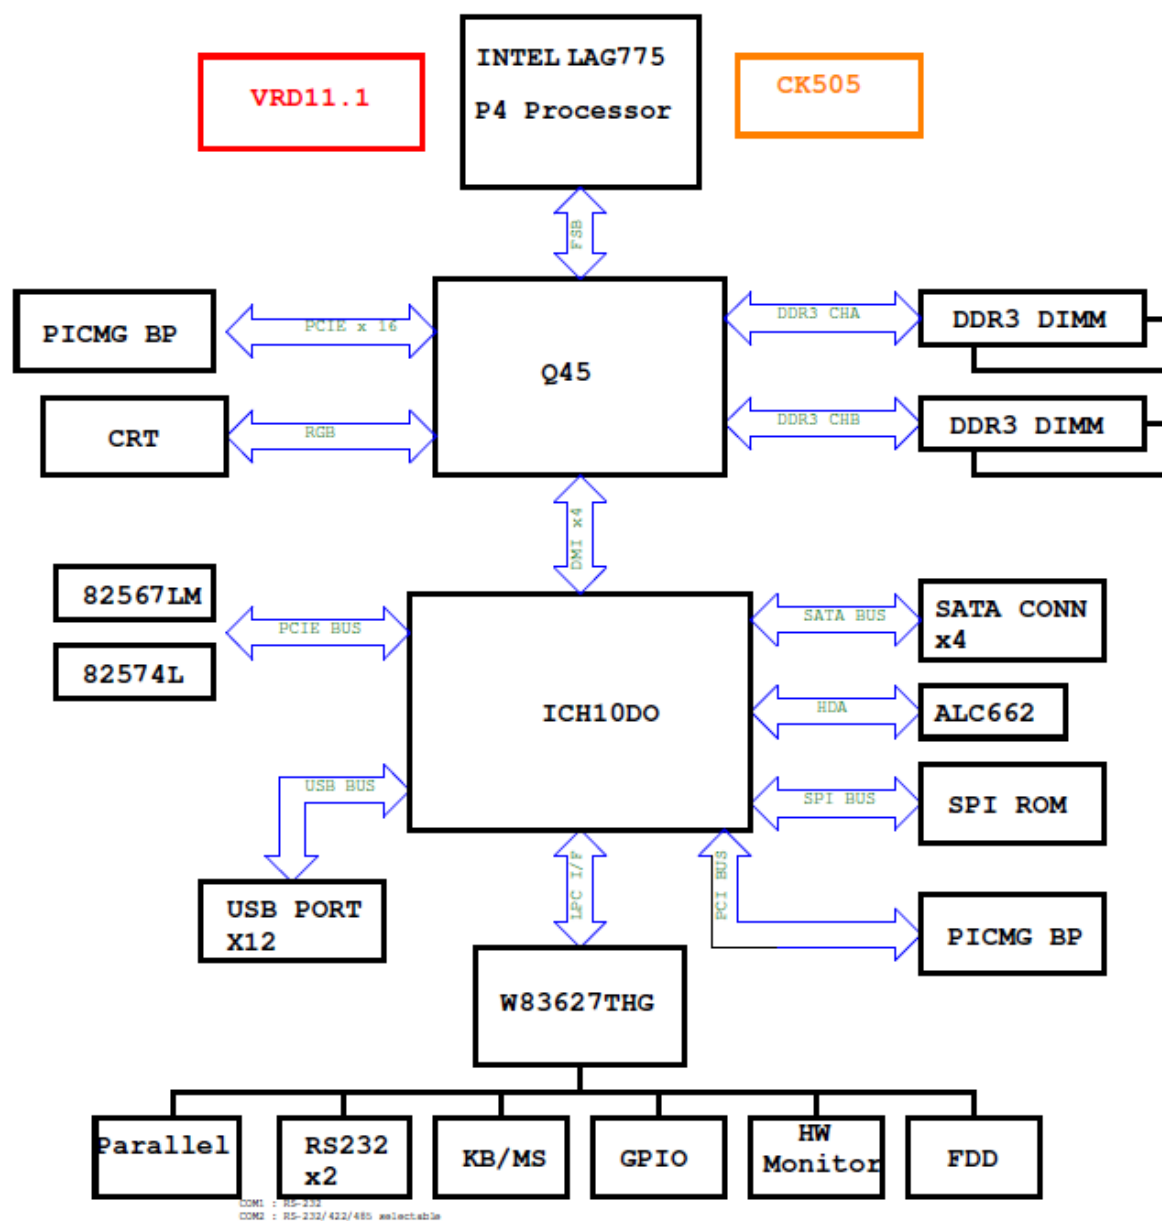 INTEL LAG775
P4 Processor
VRD11.1
CK505
FSB
PICMG BP
PCIE x 16
Q45
DDR3 CHA
DDR3 DIMM
CRT
RGB
DDR3 CHB
DDR3 DIMM
DMI x4
82567LM
82574L
PCIE BUS
ICH10DO
SATA BUS
SATA CONN
x4
HDA
ALC662
USB BUS
SPI BUS
SPI ROM
USB PORT
X12
LPC I/F
PCI BUS
PICMG BP
W83627THG
Parallel
RS232
x2
KB/MS
GPIO
HW
Monitor
FDD
COM1 : RS-232
COM2 : RS-232/422/485 selectable